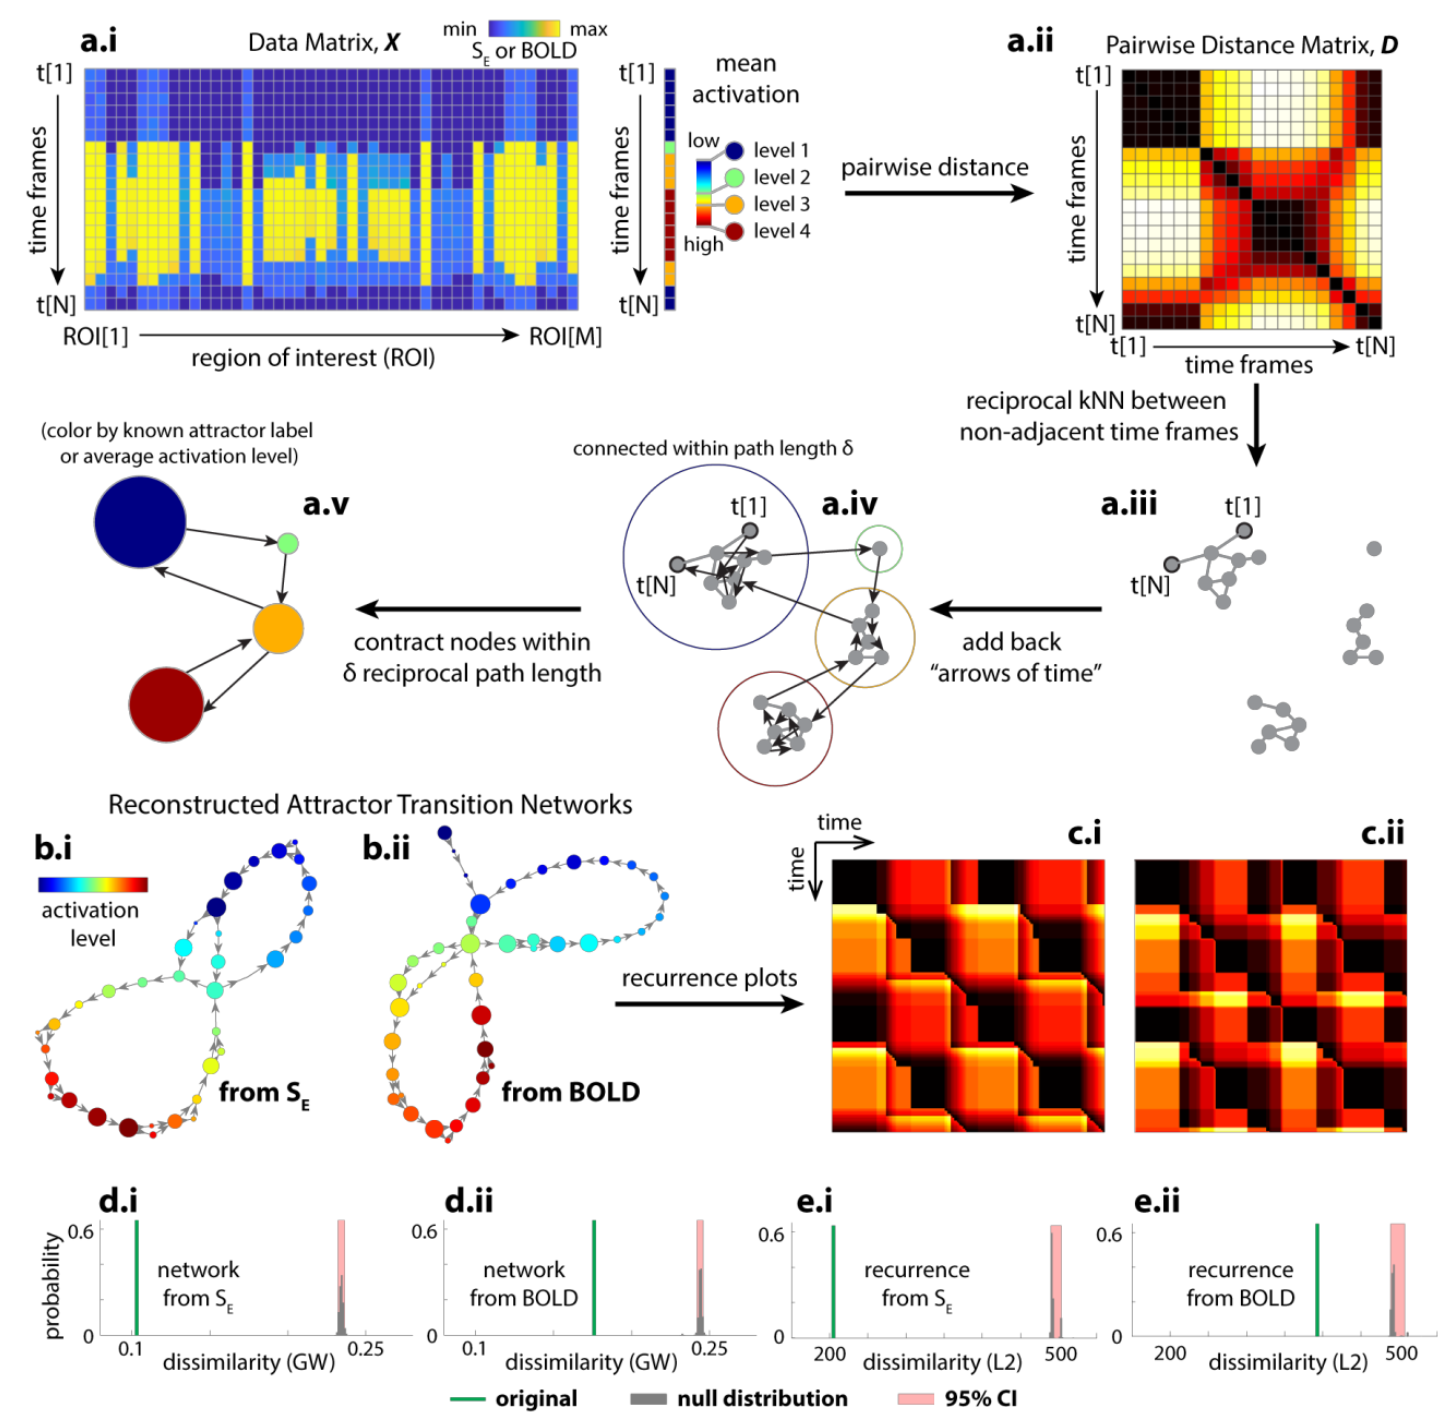 a.i
Data Matrix, X
min max
S_E or BOLD
t[1]
time frames
t[N]
ROI[1] ROI[M]
region of interest (ROI)
t[1]
time frames
t[N]
mean
activation
low
high
level 1
level 2
level 3
level 4
pairwise distance
a.ii
Pairwise Distance Matrix, D
t[1]
time frames
t[N]
t[1] t[N]
time frames
reciprocal kNN between
non-adjacent time frames
a.iii
t[1]
t[N]
add back
“arrows of time”
connected within path length δ
a.iv
t[1]
t[N]
contract nodes within
δ reciprocal path length
(color by known attractor label
or average activation level)
a.v
Reconstructed Attractor Transition Networks
b.i
activation
level
from S_E
b.ii
from BOLD
recurrence plots
time
time
c.i
c.ii
d.i
probability
0.6
0
network
from S_E
0.1 0.25
dissimilarity (GW)
d.ii
0.6
0
network
from BOLD
0.1 0.25
dissimilarity (GW)
e.i
0.6
0
recurrence
from S_E
200 500
dissimilarity (L2)
e.ii
0.6
0
recurrence
from BOLD
200 500
dissimilarity (L2)
original null distribution 95% CI